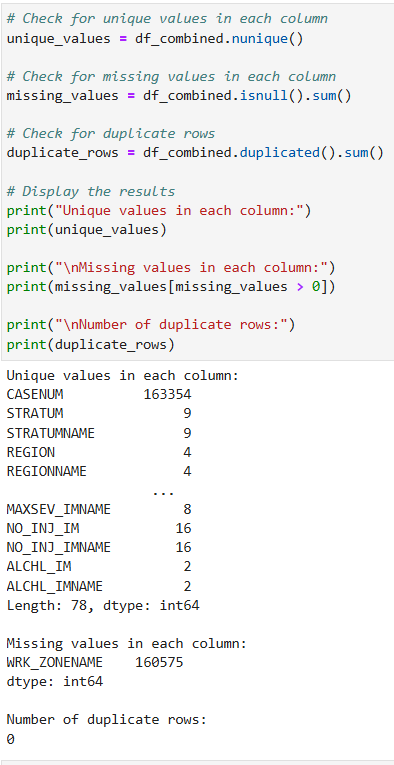 # Check for unique values in each column
unique_values = df_combined.nunique()
# Check for missing values in each column
missing_values = df_combined.isnull().sum()
# Check for duplicate rows
duplicate_rows = df_combined.duplicated().sum()
# Display the results
print("Unique values in each column:")
print(unique_values)
print("\nMissing values in each column:")
print(missing_values[missing_values > 0])
print("\nNumber of duplicate rows:")
print(duplicate_rows)
Unique values in each column:
CASENUM 163354
STRATUM 9
STRATUMNAME 9
REGION 4
REGIONNAME 4
...
MAXSEV_IMNAME 8
NO_INJ_IM 16
NO_INJ_IMNAME 16
ALCHL_IM 2
ALCHL_IMNAME 2
Length: 78, dtype: int64
Missing values in each column:
WRK_ZONENAME 160575
dtype: int64
Number of duplicate rows:
0